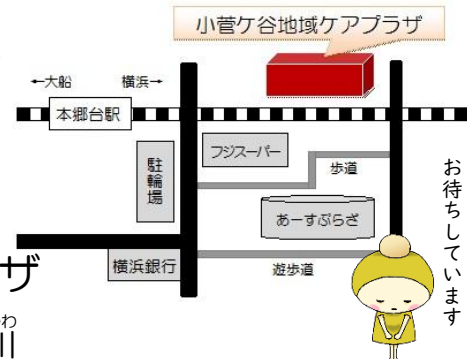 小菅ケ谷地域ケアプラザ
←大船
横浜→
本郷台駅
フジスーパー
駐輪場
歩道
あーすぷらざ
横浜銀行
遊歩道
お待ちしています
ザ
わ
川